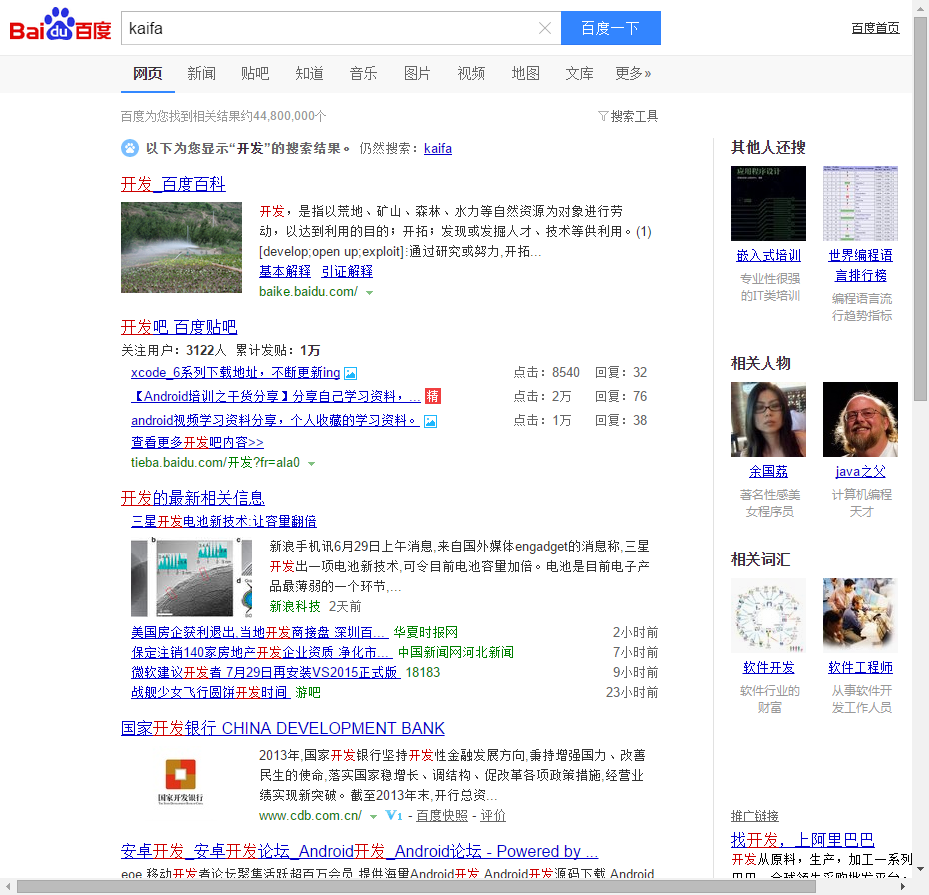 Bai du 百度
kaifa
百度一下
百度首页
网页 新闻 贴吧 知道 音乐 图片 视频 地图 文库 更多»
百度为您找到相关结果约44,800,000个
搜索工具
以下为您显示“开发”的搜索结果。 仍然搜索：kaifa
开发_百度百科
开发，是指以荒地、矿山、森林、水力等自然资源为对象进行劳
动，以达到利用的目的；开拓；发现或发掘人才、技术等供利用。(1)
[develop;open up;exploit]:通过研究或努力,开拓...
基本解释 引证解释
baike.baidu.com/
开发吧_百度贴吧
关注用户：3122人 累计发贴：1万
xcode_6系列下载地址，不断更新ing 点击：8540 回复：32
【Android培训之干货分享】分享自己学习资料，... 精 点击：2万 回复：76
android视频学习资料分享，个人收藏的学习资料。 点击：1万 回复：38
查看更多开发吧内容>>
tieba.baidu.com/开发?fr=ala0
开发的最新相关信息
三星开发电池新技术:让容量翻倍
新浪手机讯6月29日上午消息,来自国外媒体engadget的消息称,三星
开发出一项电池新技术,可令目前电池容量加倍。电池是目前电子产
品最薄弱的一个环节,...
新浪科技 2天前
美国房企获利退出,当地开发商接盘 深圳百... 华夏时报网 2小时前
保定注销140家房地产开发企业资质 净化市... 中国新闻网河北新闻 7小时前
微软建议开发者 7月29日再安装VS2015正式版 18183 9小时前
战舰少女飞行圆饼开发时间 游吧 23小时前
国家开发银行 CHINA DEVELOPMENT BANK
国家开发银行
2013年,国家开发银行坚持开发性金融发展方向,秉持增强国力、改善
民生的使命,落实国家稳增长、调结构、促改革各项政策措施,经营业
绩实现新突破。截至2013年末,开行总资...
www.cdb.com.cn/ V1 - 百度快照 - 评价
安卓开发_安卓开发论坛_Android开发_Android论坛 - Powered by ...
eoe 移动开发者论坛聚集活跃超百万会员,提供海量Android开发,Android开发源码下载,Android
其他人还搜
应用程序设计
嵌入式培训
专业性很强
的IT类培训
世界编程语
言排行榜
编程语言流
行趋势指标
相关人物
余国荔
著名性感美
女程序员
java之父
计算机编程
天才
相关词汇
软件开发
软件行业的
财富
软件工程师
从事软件开
发工作人员
推广链接
找开发，上阿里巴巴
开发从原料，生产，加工一系列
巴巴，全球领先采购批发平台，